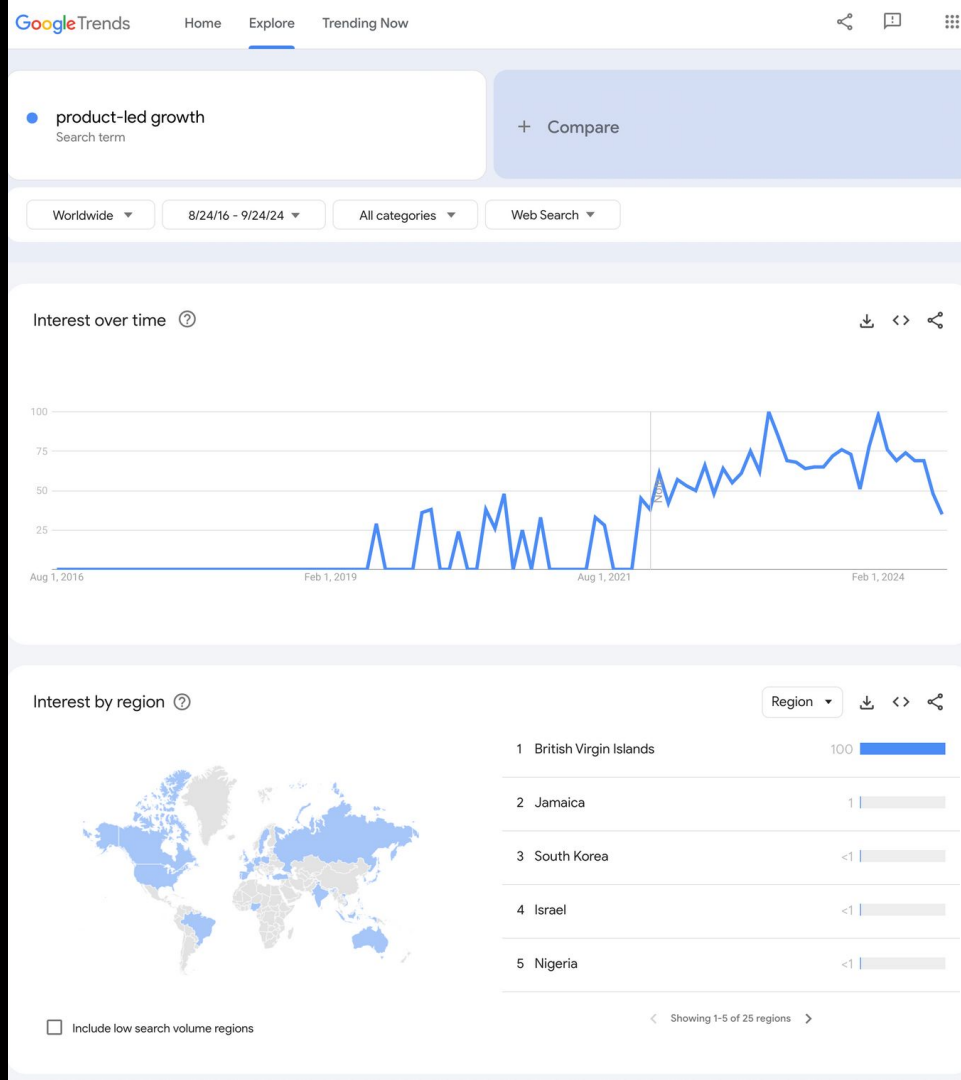 GoogleTrends Home Explore Trending Now
product-led growth
Search term
+ Compare
Worldwide 8/24/16 - 9/24/24 All categories Web Search
Interest over time
100
75
50
25
Note
Aug 1, 2016 Feb 1, 2019 Aug 1, 2021 Feb 1, 2024
Interest by region
Region
1 British Virgin Islands 100
2 Jamaica 1
3 South Korea <1
4 Israel <1
5 Nigeria <1
Include low search volume regions
Showing 1-5 of 25 regions